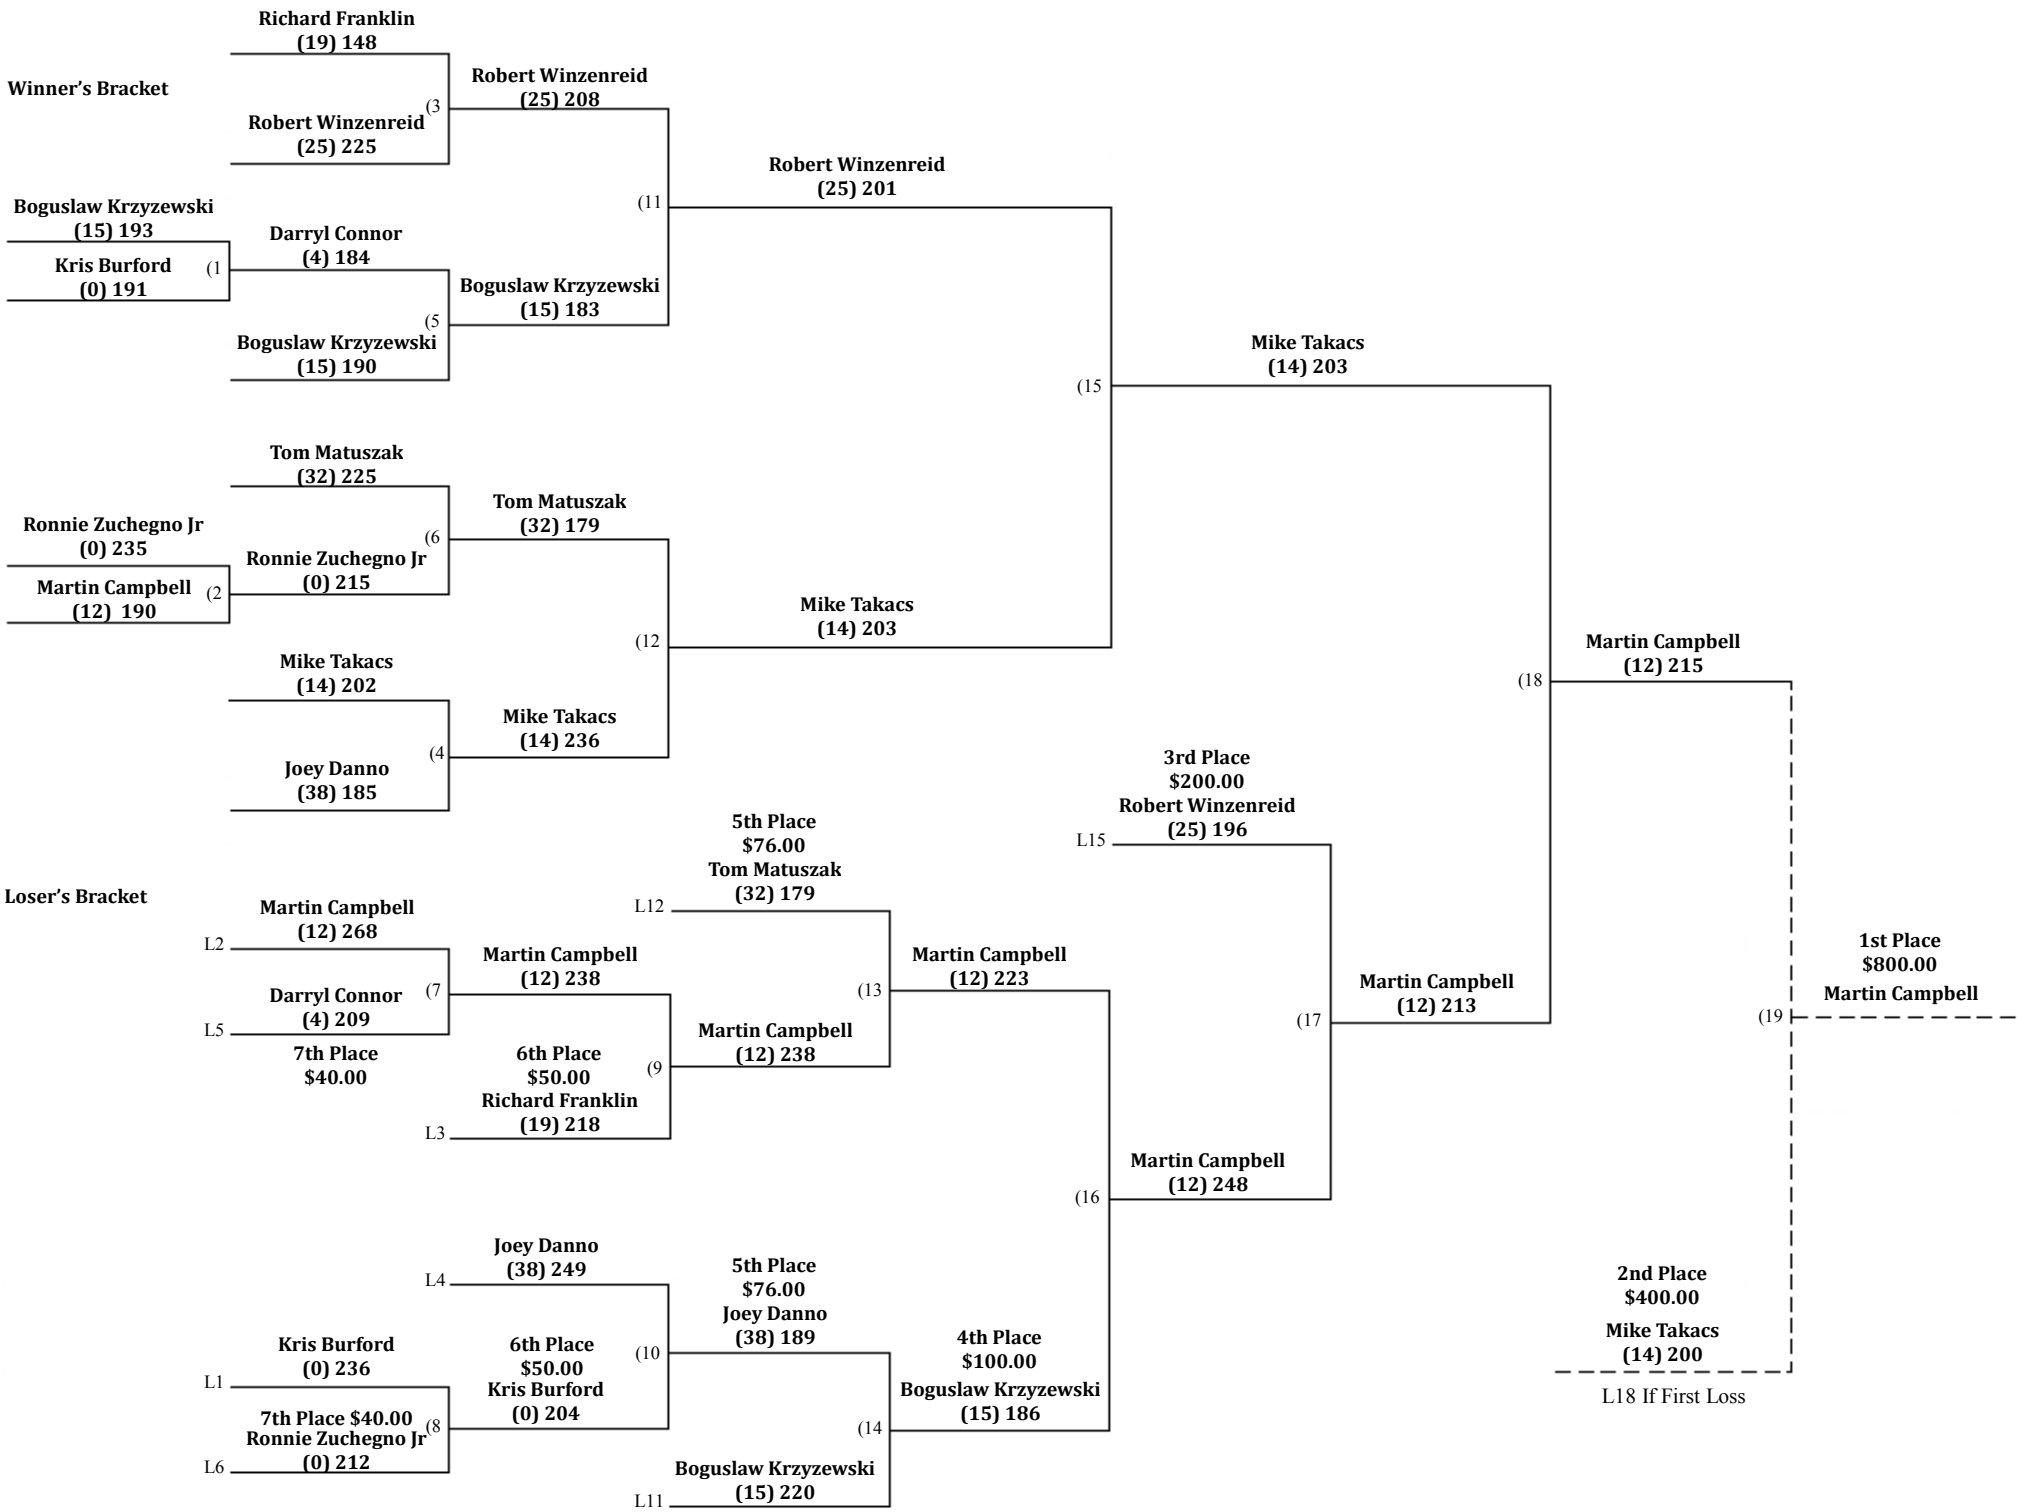 Richard Franklin
(19) 148
Winner's Bracket
Robert Winzenreid
(25) 208
(3
Robert Winzenreid
(25) 225
Robert Winzenreid
(25) 201
(11
Boguslaw Krzyzewski
(15) 193
Kris Burford
(0) 191
(1
Darryl Connor
(4) 184
Boguslaw Krzyzewski
(15) 183
(5
Boguslaw Krzyzewski
(15) 190
Mike Takacs
(14) 203
(15
Tom Matuszak
(32) 225
Tom Matuszak
(32) 179
(6
Ronnie Zuchegno Jr
(0) 235
Ronnie Zuchegno Jr
(0) 215
Martin Campbell
(12) 190
(2
Mike Takacs
(14) 203
(12
Mike Takacs
(14) 202
Mike Takacs
(14) 236
(4
Joey Danno
(38) 185
Martin Campbell
(12) 215
(18
3rd Place
$200.00
Robert Winzenreid
(25) 196
L15
5th Place
$76.00
Tom Matuszak
(32) 179
L12
Loser's Bracket
Martin Campbell
(12) 268
L2
Martin Campbell
(12) 238
(7
Darryl Connor
(4) 209
L5
7th Place
$40.00
Martin Campbell
(12) 223
(13
Martin Campbell
(12) 238
(9
6th Place
$50.00
Richard Franklin
(19) 218
L3
Martin Campbell
(12) 213
(17
1st Place
$800.00
Martin Campbell
(19
Martin Campbell
(12) 248
(16
Joey Danno
(38) 249
L4
5th Place
$76.00
Joey Danno
(38) 189
(10
Kris Burford
(0) 236
L1
6th Place
$50.00
Kris Burford
(0) 204
7th Place $40.00
Ronnie Zuchegno Jr
(0) 212
(8
L6
4th Place
$100.00
Boguslaw Krzyzewski
(15) 186
(14
Boguslaw Krzyzewski
(15) 220
L11
2nd Place
$400.00
Mike Takacs
(14) 200
L18 If First Loss